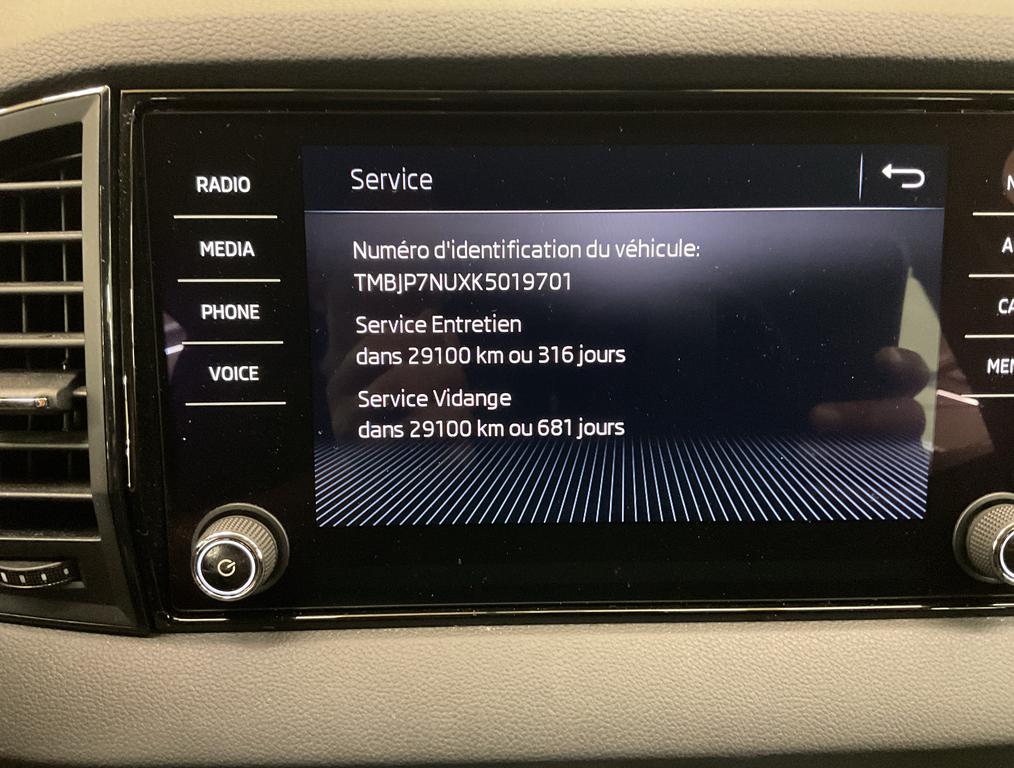 RADIO
MEDIA
PHONE
VOICE
Service
Numéro d'identification du véhicule:
TMBJP7NUXK5019701
Service Entretien
dans 29100 km ou 316 jours
Service Vidange
dans 29100 km ou 681 jours